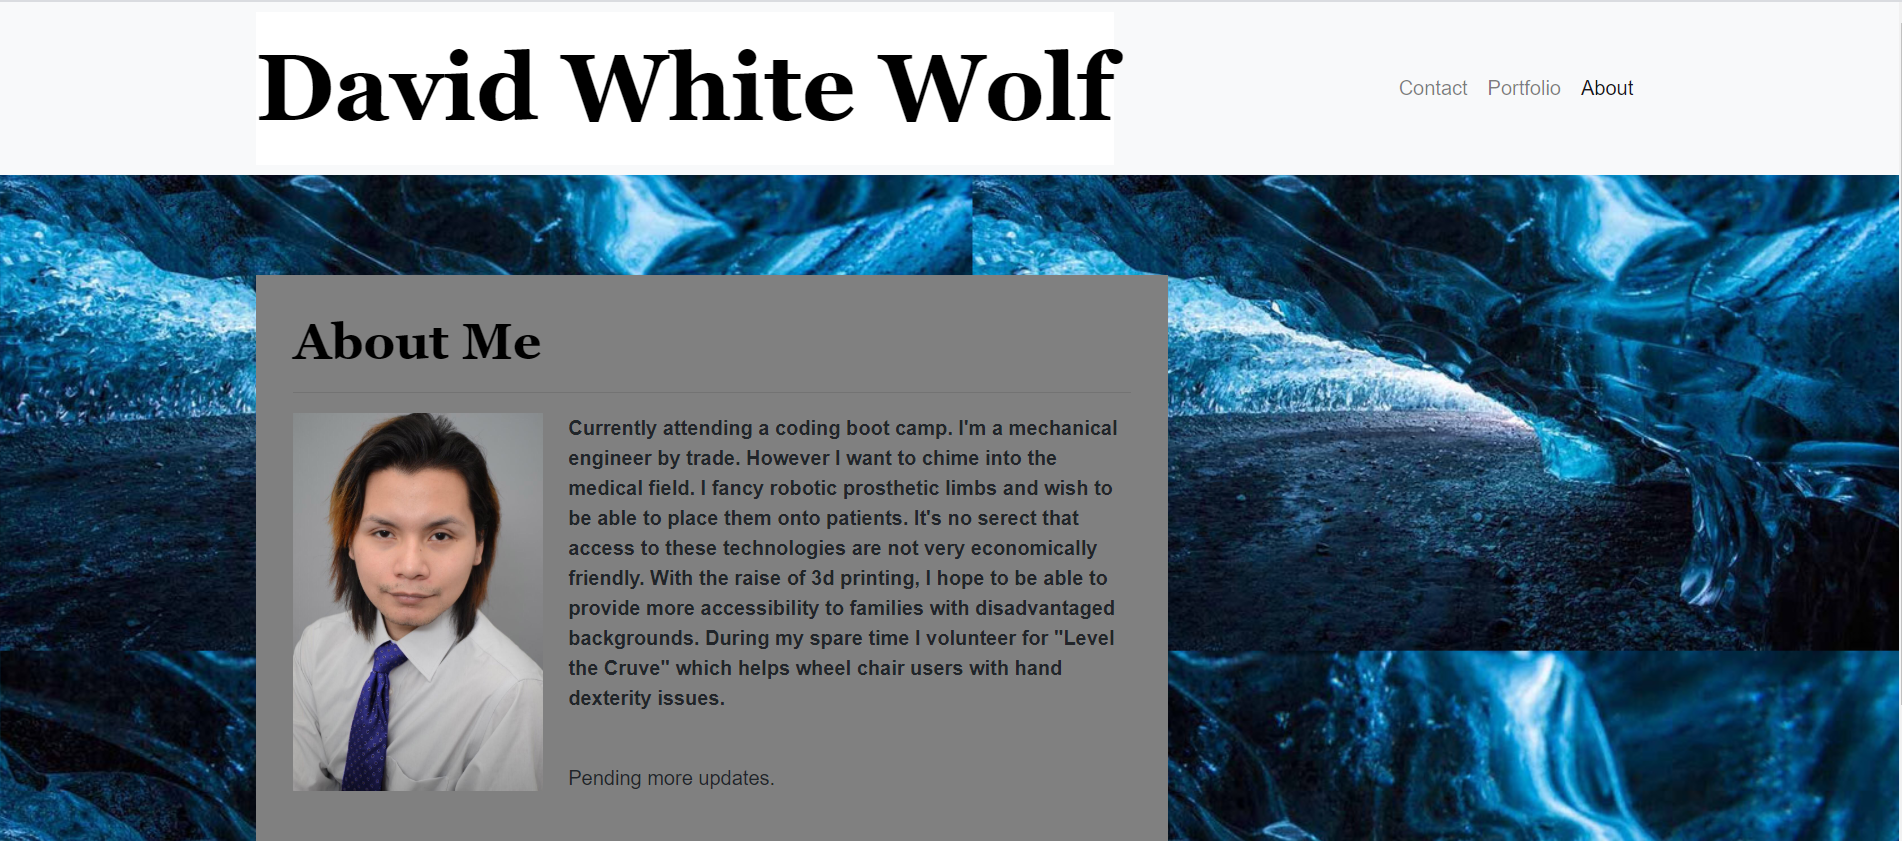 David White Wolf
Contact Portfolio About
About Me
Currently attending a coding boot camp. I'm a mechanical
engineer by trade. However I want to chime into the
medical field. I fancy robotic prosthetic limbs and wish to
be able to place them onto patients. It's no serect that
access to these technologies are not very economically
friendly. With the raise of 3d printing, I hope to be able to
provide more accessibility to families with disadvantaged
backgrounds. During my spare time I volunteer for "Level
the Cruve" which helps wheel chair users with hand
dexterity issues.
Pending more updates.